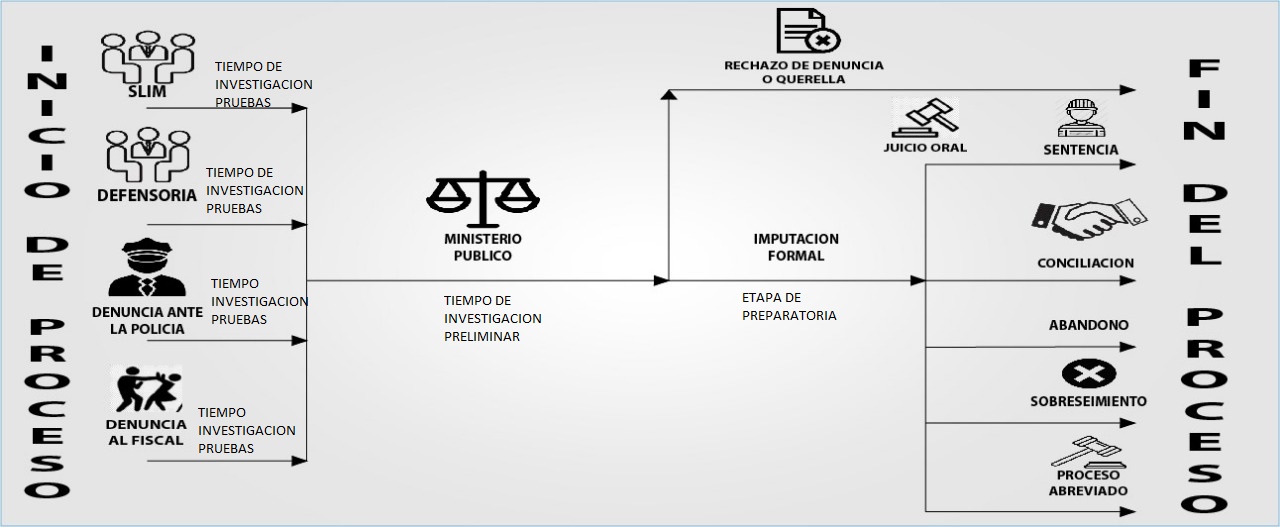 INICIO DE PROCESO
SLIM
TIEMPO DE
INVESTIGACION
PRUEBAS
DEFENSORIA
TIEMPO DE
INVESTIGACION
PRUEBAS
DENUNCIA ANTE
LA POLICIA
TIEMPO
INVESTIGACION
PRUEBAS
DENUNCIA
AL FISCAL
TIEMPO
INVESTIGACION
PRUEBAS
MINISTERIO
PUBLICO
TIEMPO DE
INVESTIGACION
PRELIMINAR
RECHAZO DE DENUNCIA
O QUERELLA
IMPUTACION
FORMAL
ETAPA DE
PREPARATORIA
JUICIO ORAL
SENTENCIA
CONCILIACION
ABANDONO
SOBRESEIMIENTO
PROCESO
ABREVIADO
FIN DEL PROCESO